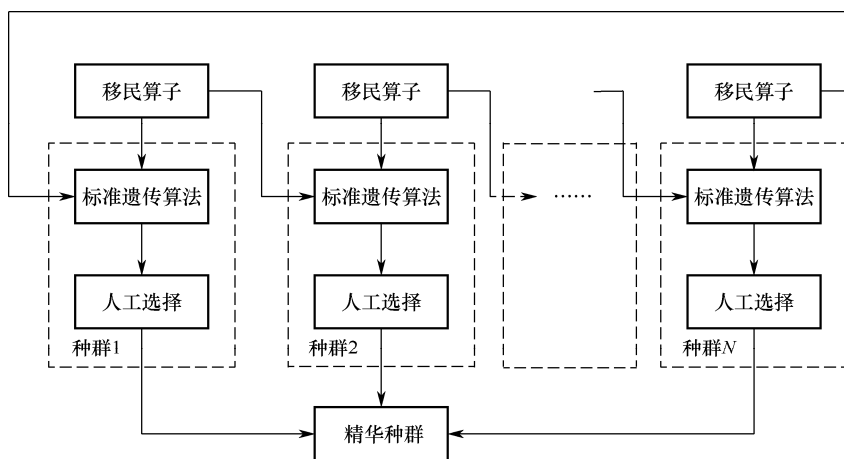 移民算子 移民算子 移民算子
标准遗传算法 标准遗传算法 …… 标准遗传算法
人工选择 人工选择 人工选择
种群1 种群2 种群N
精华种群